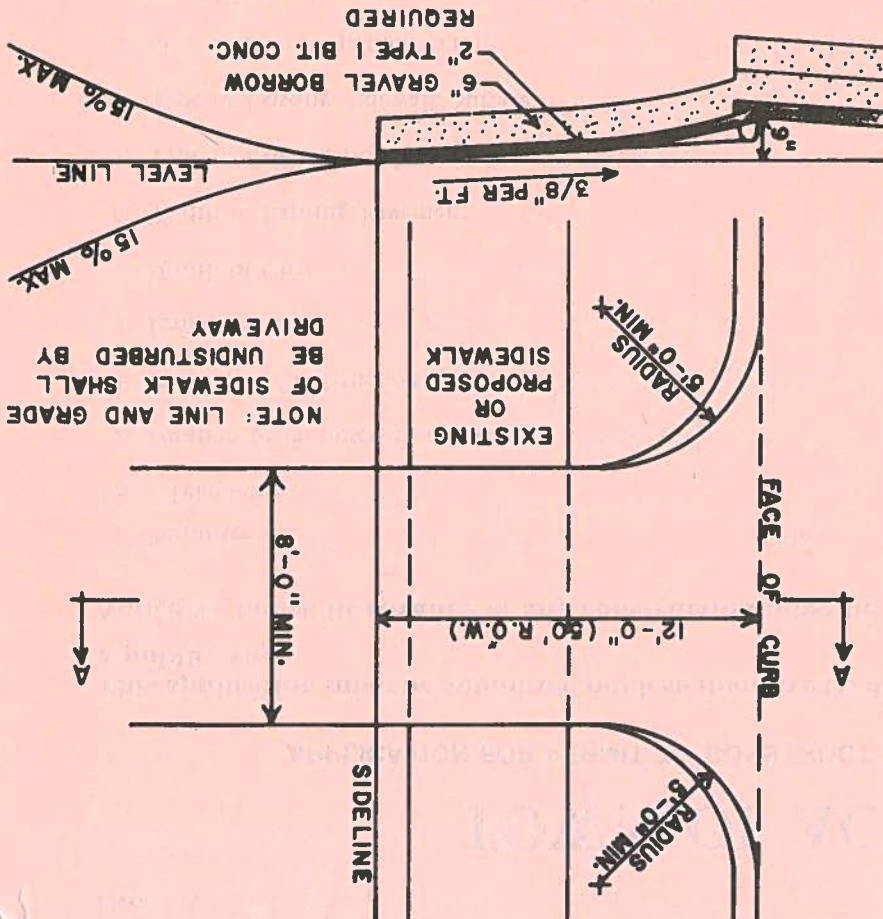 RADIUS
5'-0" MIN.
SIDE LINE
FACE OF CURB
A
A
12'-0" (50' R.O.W.)
8'-0" MIN.
EXISTING
OR
PROPOSED
SIDEWALK
RADIUS
5'-0" MIN.
NOTE: LINE AND GRADE
OF SIDEWALK SHALL
BE UNDISTURBED BY
DRIVEWAY
15% MAX.
3/8" PER FT.
LEVEL LINE
6"
15% MAX.
6" GRAVEL BORROW
2" TYPE I BIT. CONC.
REQUIRED